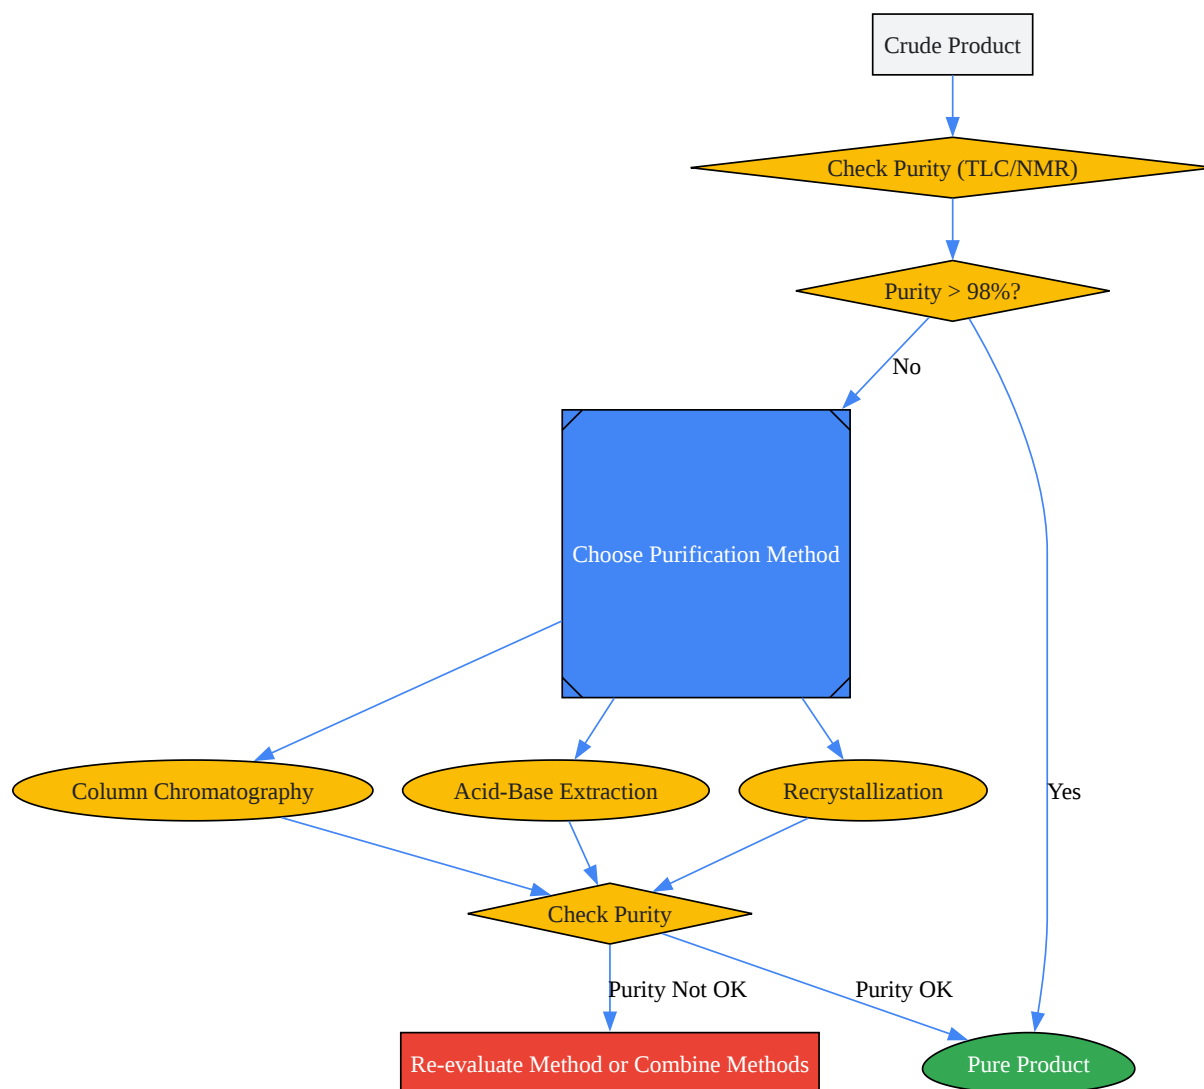 Crude Product
Check Purity (TLC/NMR)
Purity > 98%?
No
Choose Purification Method
Column Chromatography
Acid-Base Extraction
Recrystallization
Yes
Check Purity
Purity Not OK
Purity OK
Re-evaluate Method or Combine Methods
Pure Product